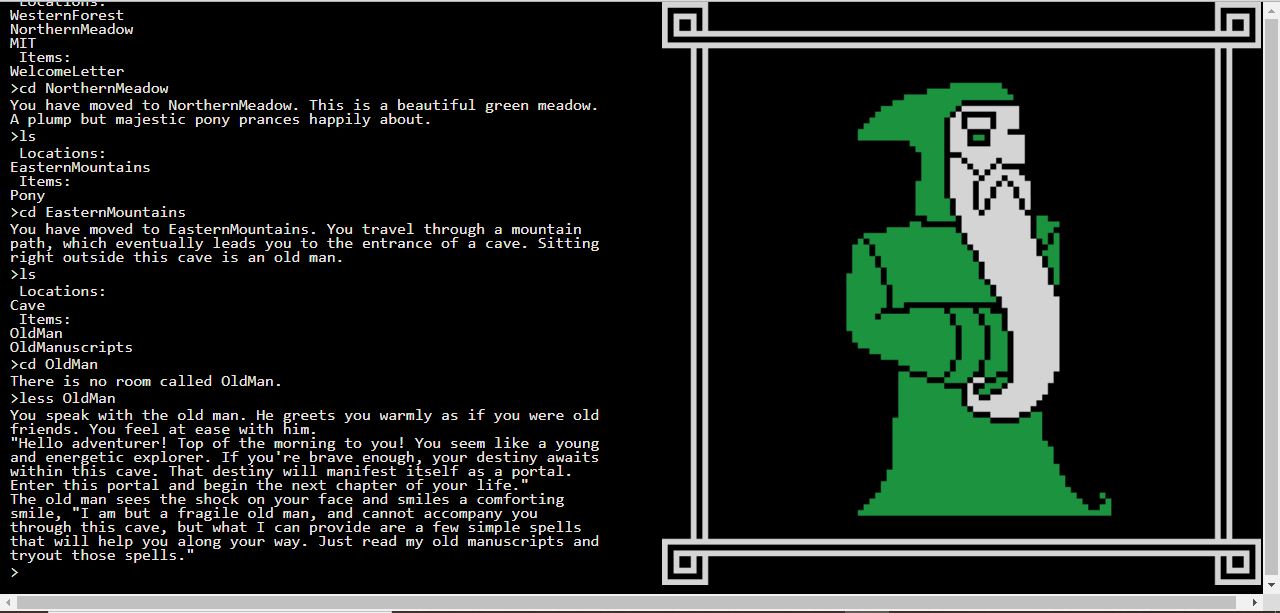 Locations:
WesternForest
NorthernMeadow
MIT
Items:
WelcomeLetter
>cd NorthernMeadow
You have moved to NorthernMeadow. This is a beautiful green meadow.
A plump but majestic pony prances happily about.
>ls
Locations:
EasternMountains
Items:
Pony
>cd EasternMountains
You have moved to EasternMountains. You travel through a mountain
path, which eventually leads you to the entrance of a cave. Sitting
right outside this cave is an old man.
>ls
Locations:
Cave
Items:
OldMan
OldManuscripts
>cd OldMan
There is no room called OldMan.
>less OldMan
You speak with the old man. He greets you warmly as if you were old
friends. You feel at ease with him.
"Hello adventurer! Top of the morning to you! You seem like a young
and energetic explorer. If you're brave enough, your destiny awaits
within this cave. That destiny will manifest itself as a portal.
Enter this portal and begin the next chapter of your life."
The old man sees the shock on your face and smiles a comforting
smile, "I am but a fragile old man, and cannot accompany you
through this cave, but what I can provide are a few simple spells
that will help you along your way. Just read my old manuscripts and
tryout those spells."
>